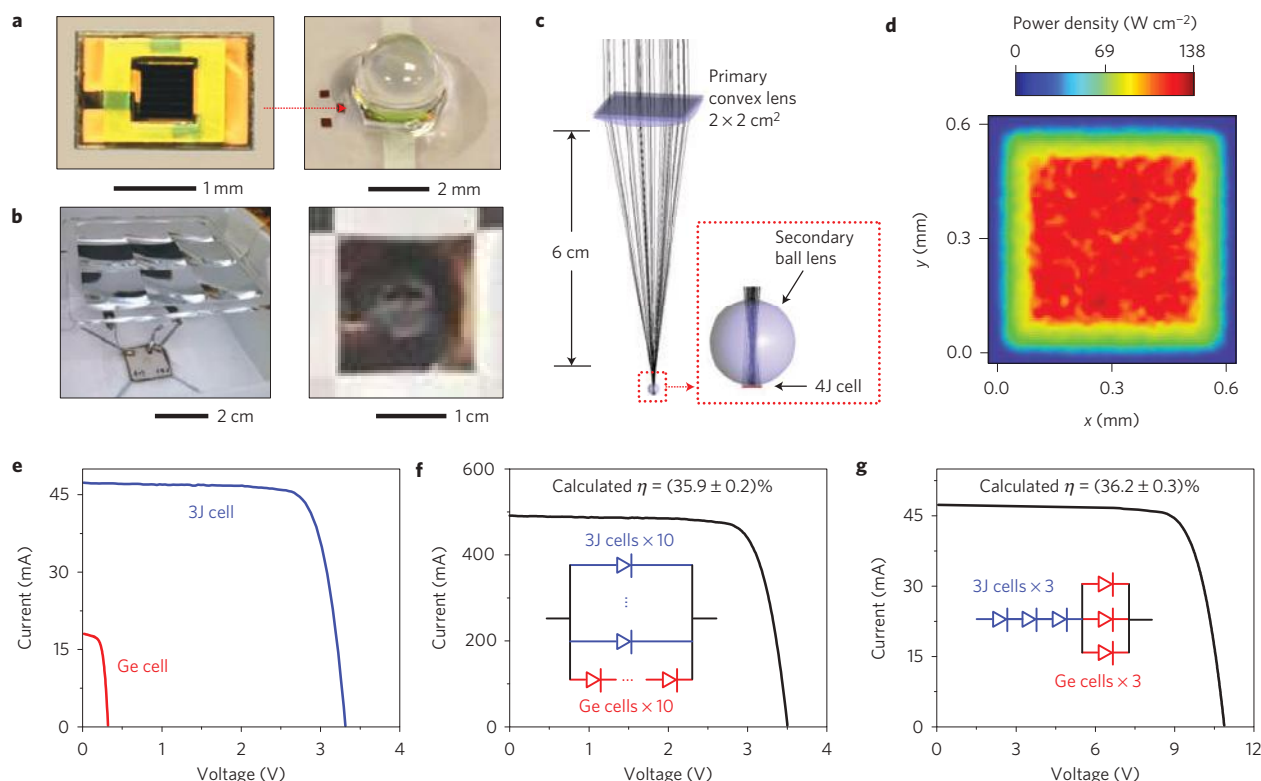 a
1 mm
2 mm
b
2 cm
1 cm
c
Primary
convex lens
2 × 2 cm²
6 cm
Secondary
ball lens
4J cell
d
Power density (W cm⁻²)
0 69 138
0.6
0.3
0.0
y (mm)
0.0 0.3 0.6
x (mm)
e
45
30
15
0
Current (mA)
3J cell
Ge cell
0 1 2 3 4
Voltage (V)
f
600
400
200
0
Current (mA)
Calculated η = (35.9 ± 0.2)%
3J cells × 10
...
...
Ge cells × 10
0 1 2 3 4
Voltage (V)
g
45
30
15
0
Current (mA)
Calculated η = (36.2 ± 0.3)%
3J cells × 3
Ge cells × 3
0 3 6 9 12
Voltage (V)